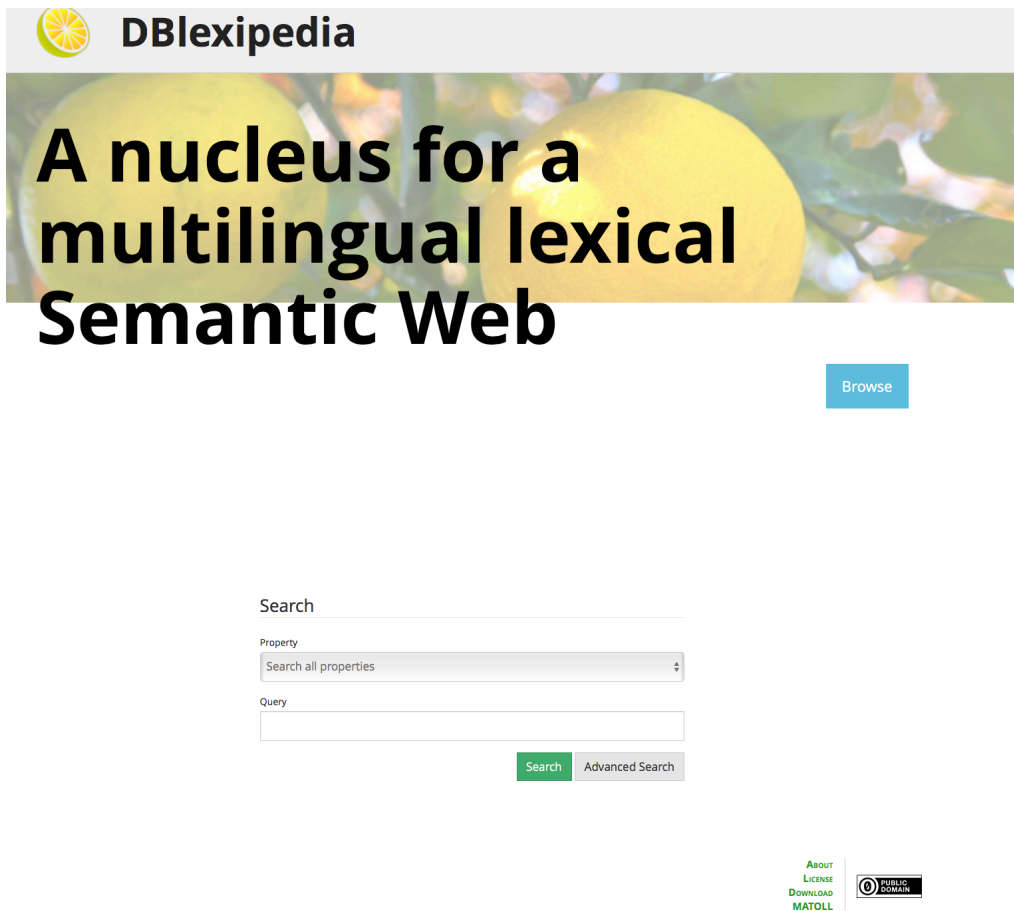 DBlexipedia
A nucleus for a
multilingual lexical
Semantic Web
Browse
Search
Property
Search all properties
Query
Search
Advanced Search
About
License
Download
MATOLL
PUBLIC
DOMAIN